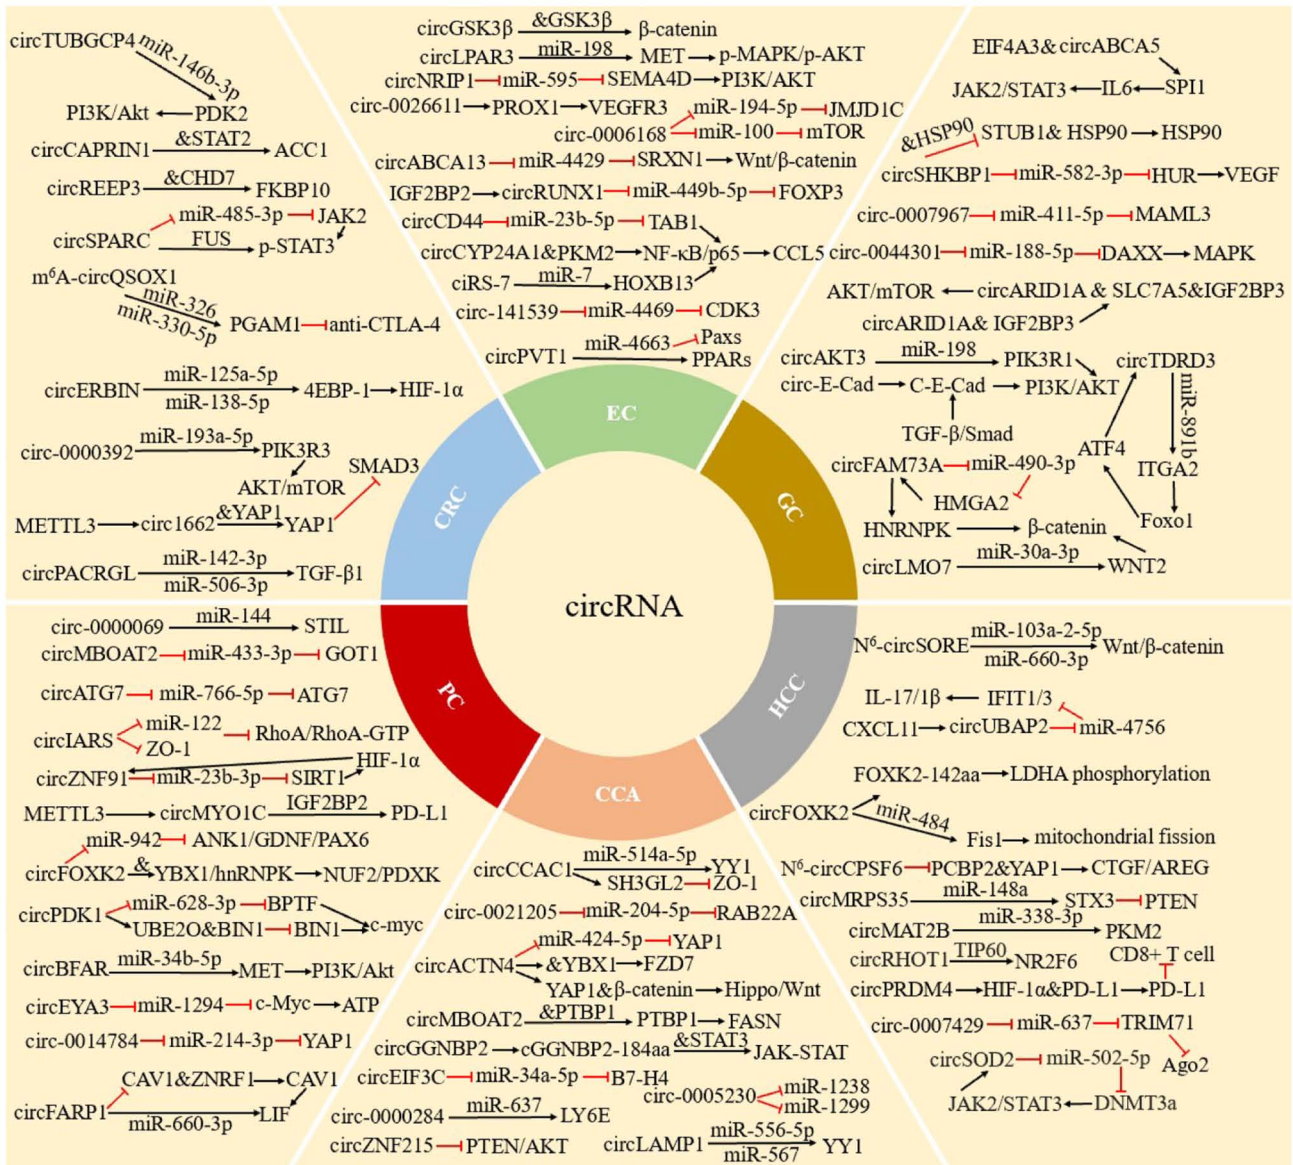 circTUBGCP4
miR-146b-3p
PI3K/Akt
PDK2
circCAPRIN1
&STAT2
ACC1
circREEP3
&CHD7
FKBP10
miR-485-3p
JAK2
circSPARC
FUS
p-STAT3
m⁶A-circQSOX1
miR-326
miR-330-5p
PGAM1
anti-CTLA-4
circERBIN
miR-125a-5p
miR-138-5p
4EBP-1
HIF-1α
circ-0000392
miR-193a-5p
PIK3R3
AKT/mTOR
SMAD3
METTL3
circ1662
&YAP1
YAP1
circPACRGL
miR-142-3p
miR-506-3p
TGF-β1
circGSK3β
&GSK3β
β-catenin
circLPAR3
miR-198
MET
p-MAPK/p-AKT
circNRIP1
miR-595
SEMA4D
PI3K/AKT
circ-0026611
PROX1
VEGFR3
miR-194-5p
JMJD1C
circ-0006168
miR-100
mTOR
circABCA13
miR-4429
SRXN1
Wnt/β-catenin
IGF2BP2
circRUNX1
miR-449b-5p
FOXP3
circCD44
miR-23b-5p
TAB1
circCYP24A1&PKM2
NF-κB/p65
CCL5
ciRS-7
miR-7
HOXB13
circ-141539
miR-4469
CDK3
miR-4663
Paxs
circPVT1
PPARs
EIF4A3&circABCA5
JAK2/STAT3
IL6
SPI1
&HSP90
STUB1& HSP90
HSP90
circSHKBP1
miR-582-3p
HUR
VEGF
circ-0007967
miR-411-5p
MAML3
circ-0044301
miR-188-5p
DAXX
MAPK
AKT/mTOR
circARID1A & SLC7A5&IGF2BP3
circARID1A& IGF2BP3
circAKT3
miR-198
PIK3R1
circTDRD3
circ-E-Cad
C-E-Cad
PI3K/AKT
miR-891b
TGF-β/Smad
ATF4
circFAM73A
miR-490-3p
ITGA2
HMGA2
HNRNPK
β-catenin
Foxo1
circLMO7
miR-30a-3p
WNT2
EC
CRC
GC
circRNA
PC
HCC
CCA
circ-0000069
miR-144
STIL
circMBOAT2
miR-433-3p
GOT1
circATG7
miR-766-5p
ATG7
miR-122
circIARS
ZO-1
RhoA/RhoA-GTP
HIF-1α
circZNF91
miR-23b-3p
SIRT1
METTL3
circMYO1C
IGF2BP2
PD-L1
miR-942
ANK1/GDNF/PAX6
circFOXK2
&
YBX1/hnRNPK
NUF2/PDXK
miR-628-3p
BPTF
circPDK1
UBE2O&BIN1
BIN1
c-myc
circBFAR
miR-34b-5p
MET
PI3K/Akt
circEYA3
miR-1294
c-Myc
ATP
circ-0014784
miR-214-3p
YAP1
CAV1&ZNRF1
CAV1
circFARP1
miR-660-3p
LIF
circCCAC1
miR-514a-5p
YY1
SH3GL2
ZO-1
circ-0021205
miR-204-5p
RAB22A
miR-424-5p
YAP1
circACTN4
&YBX1
FZD7
YAP1&β-catenin
Hippo/Wnt
circMBOAT2
&PTBP1
PTBP1
FASN
circGGNBP2
cGGNBP2-184aa
&STAT3
JAK-STAT
circEIF3C
miR-34a-5p
B7-H4
circ-0005230
miR-1238
miR-1299
circ-0000284
miR-637
LY6E
circZNF215
PTEN/AKT
circLAMP1
miR-556-5p
miR-567
YY1
N⁶-circSORE
miR-103a-2-5p
miR-660-3p
Wnt/β-catenin
IL-17/1β
IFIT1/3
CXCL11
circUBAP2
miR-4756
FOXK2-142aa
LDHA phosphorylation
circFOXK2
miR-484
Fis1
mitochondrial fission
N⁶-circCPSF6
PCBP2&YAP1
CTGF/AREG
circMRPS35
miR-148a
STX3
PTEN
circMAT2B
miR-338-3p
PKM2
circRHOT1
TIP60
NR2F6
CD8+ T cell
circPRDM4
HIF-1α&PD-L1
PD-L1
circ-0007429
miR-637
TRIM71
circSOD2
miR-502-5p
Ago2
JAK2/STAT3
DNMT3a